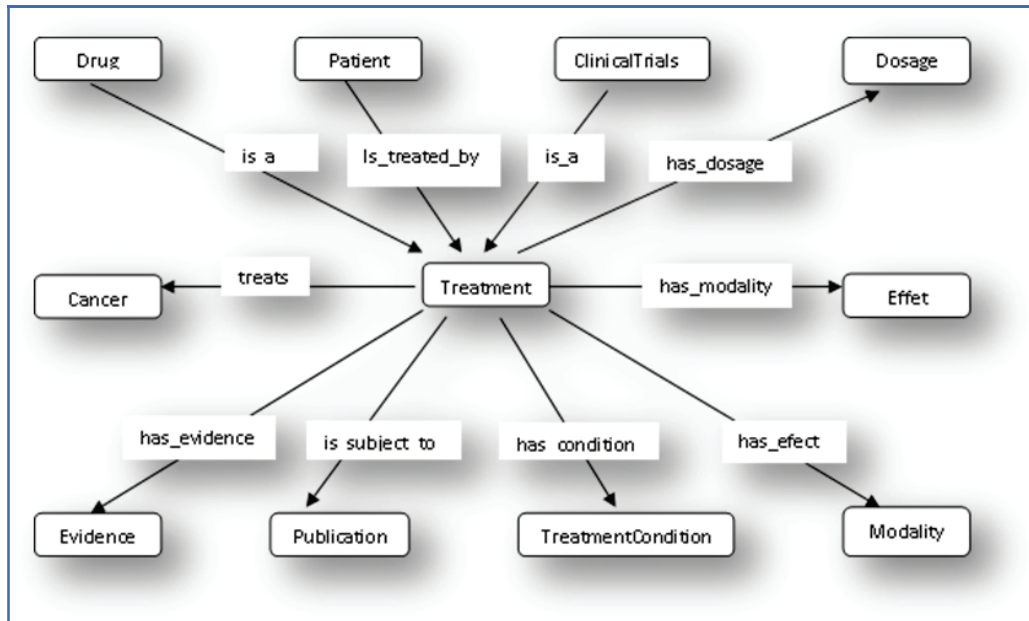 Drug
Patient
ClinicalTrials
Dosage
is a
Is_treated_by
is_a
has_dosage
treats
Treatment
has_modality
Cancer
Effet
has_evidence
is subject to
has condition
has_efect
Evidence
Publication
TreatmentCondition
Modality